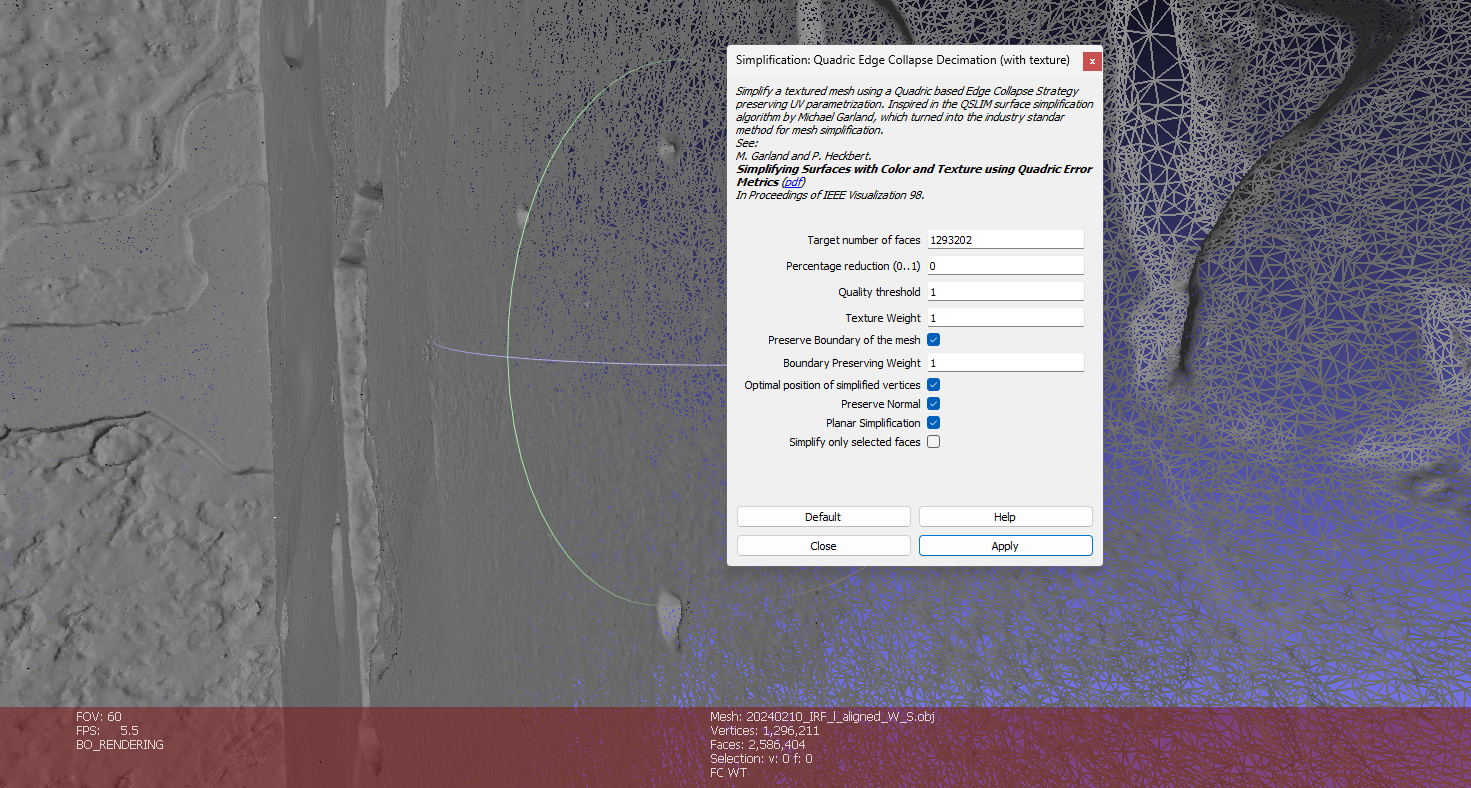 Simplification: Quadric Edge Collapse Decimation (with texture)
x
Simplify a textured mesh using a Quadric based Edge Collapse Strategy
preserving UV parametrization. Inspired in the QSLIM surface simplification
algorithm by Michael Garland, which turned into the industry standar
method for mesh simplification.
See:
M. Garland and P. Heckbert.
Simplifying Surfaces with Color and Texture using Quadric Error
Metrics (pdf)
In Proceedings of IEEE Visualization 98.
Target number of faces 1293202
Percentage reduction (0..1) 0
Quality threshold 1
Texture Weight 1
Preserve Boundary of the mesh
Boundary Preserving Weight 1
Optimal position of simplified vertices
Preserve Normal
Planar Simplification
Simplify only selected faces
Default Help
Close Apply
FOV: 60
FPS: 5.5
BO_RENDERING
Mesh: 20240210_IRF_l_aligned_W_S.obj
Vertices: 1,296,211
Faces: 2,586,404
Selection: v: 0 f: 0
FC WT